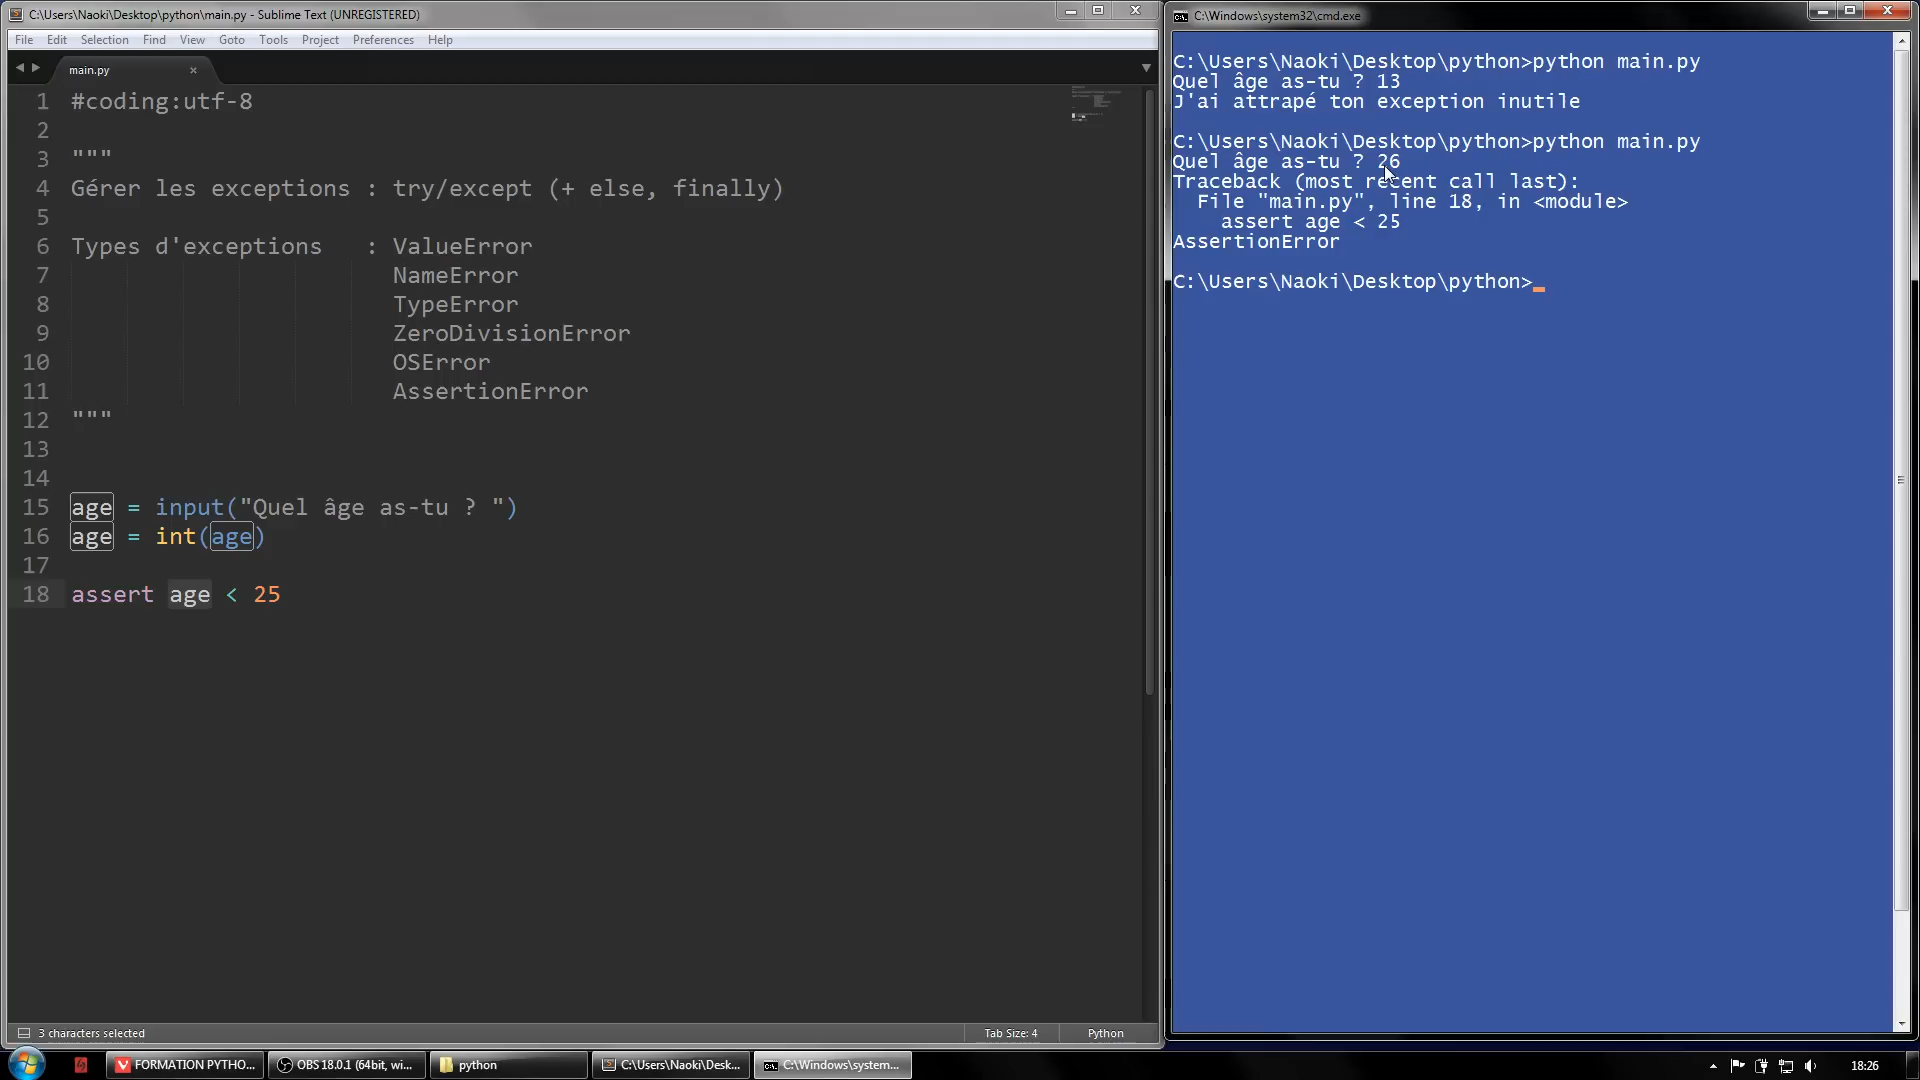 C:\Users\Naoki\Desktop\python\main.py - Sublime Text (UNREGISTERED)
File Edit Selection Find View Goto Tools Project Preferences Help
main.py
1 #coding:utf-8
2
3 """
4 Gérer les exceptions : try/except (+ else, finally)
5
6 Types d'exceptions : ValueError
7 NameError
8 TypeError
9 ZeroDivisionError
10 OSError
11 AssertionError
12 """
13
14
15 age = input("Quel âge as-tu ? ")
16 age = int(age)
17
18 assert age < 25
3 characters selected Tab Size: 4 Python
C:\Windows\system32\cmd.exe
C:\Users\Naoki\Desktop\python>python main.py
Quel âge as-tu ? 13
J'ai attrapé ton exception inutile
C:\Users\Naoki\Desktop\python>python main.py
Quel âge as-tu ? 26
Traceback (most recent call last):
File "main.py", line 18, in <module>
assert age < 25
AssertionError
C:\Users\Naoki\Desktop\python>
FORMATION PYTHO... OBS 18.0.1 (64bit, wi... python C:\Users\Naoki\Desk... C:\Windows\system... 18:26